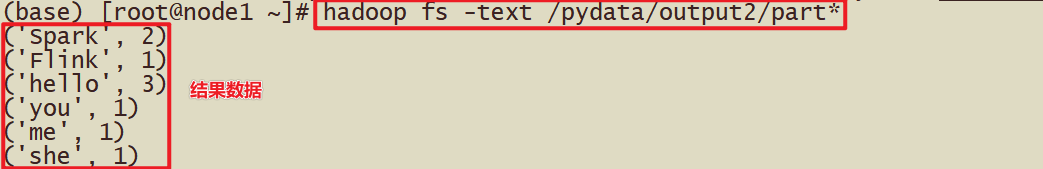 (base) [root@node1 ~]# hadoop fs -text /pydata/output2/part*
('Spark', 2)
('Flink', 1)
('hello', 3)
结果数据
('you', 1)
('me', 1)
('she', 1)